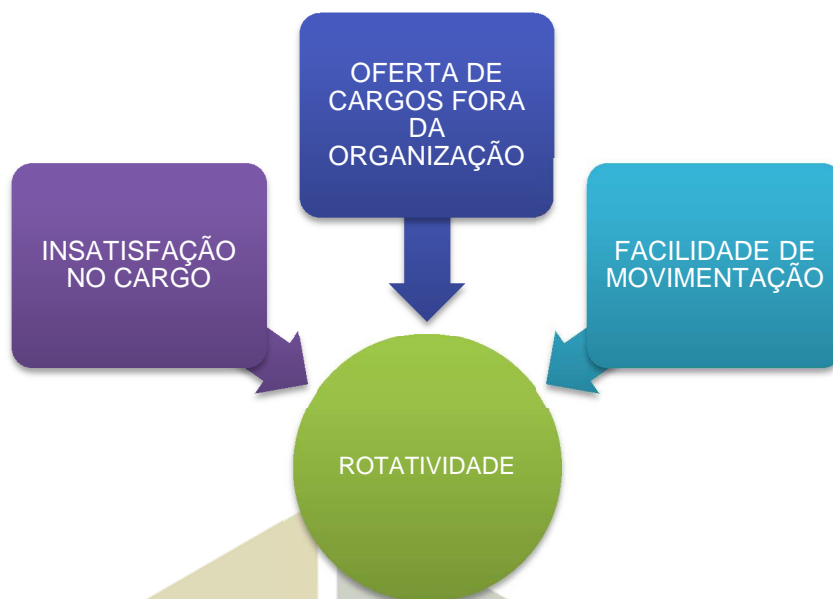 OFERTA DE
CARGOS FORA
DA
ORGANIZAÇÃO
INSATISFAÇÃO
NO CARGO
FACILIDADE DE
MOVIMENTAÇÃO
ROTATIVIDADE